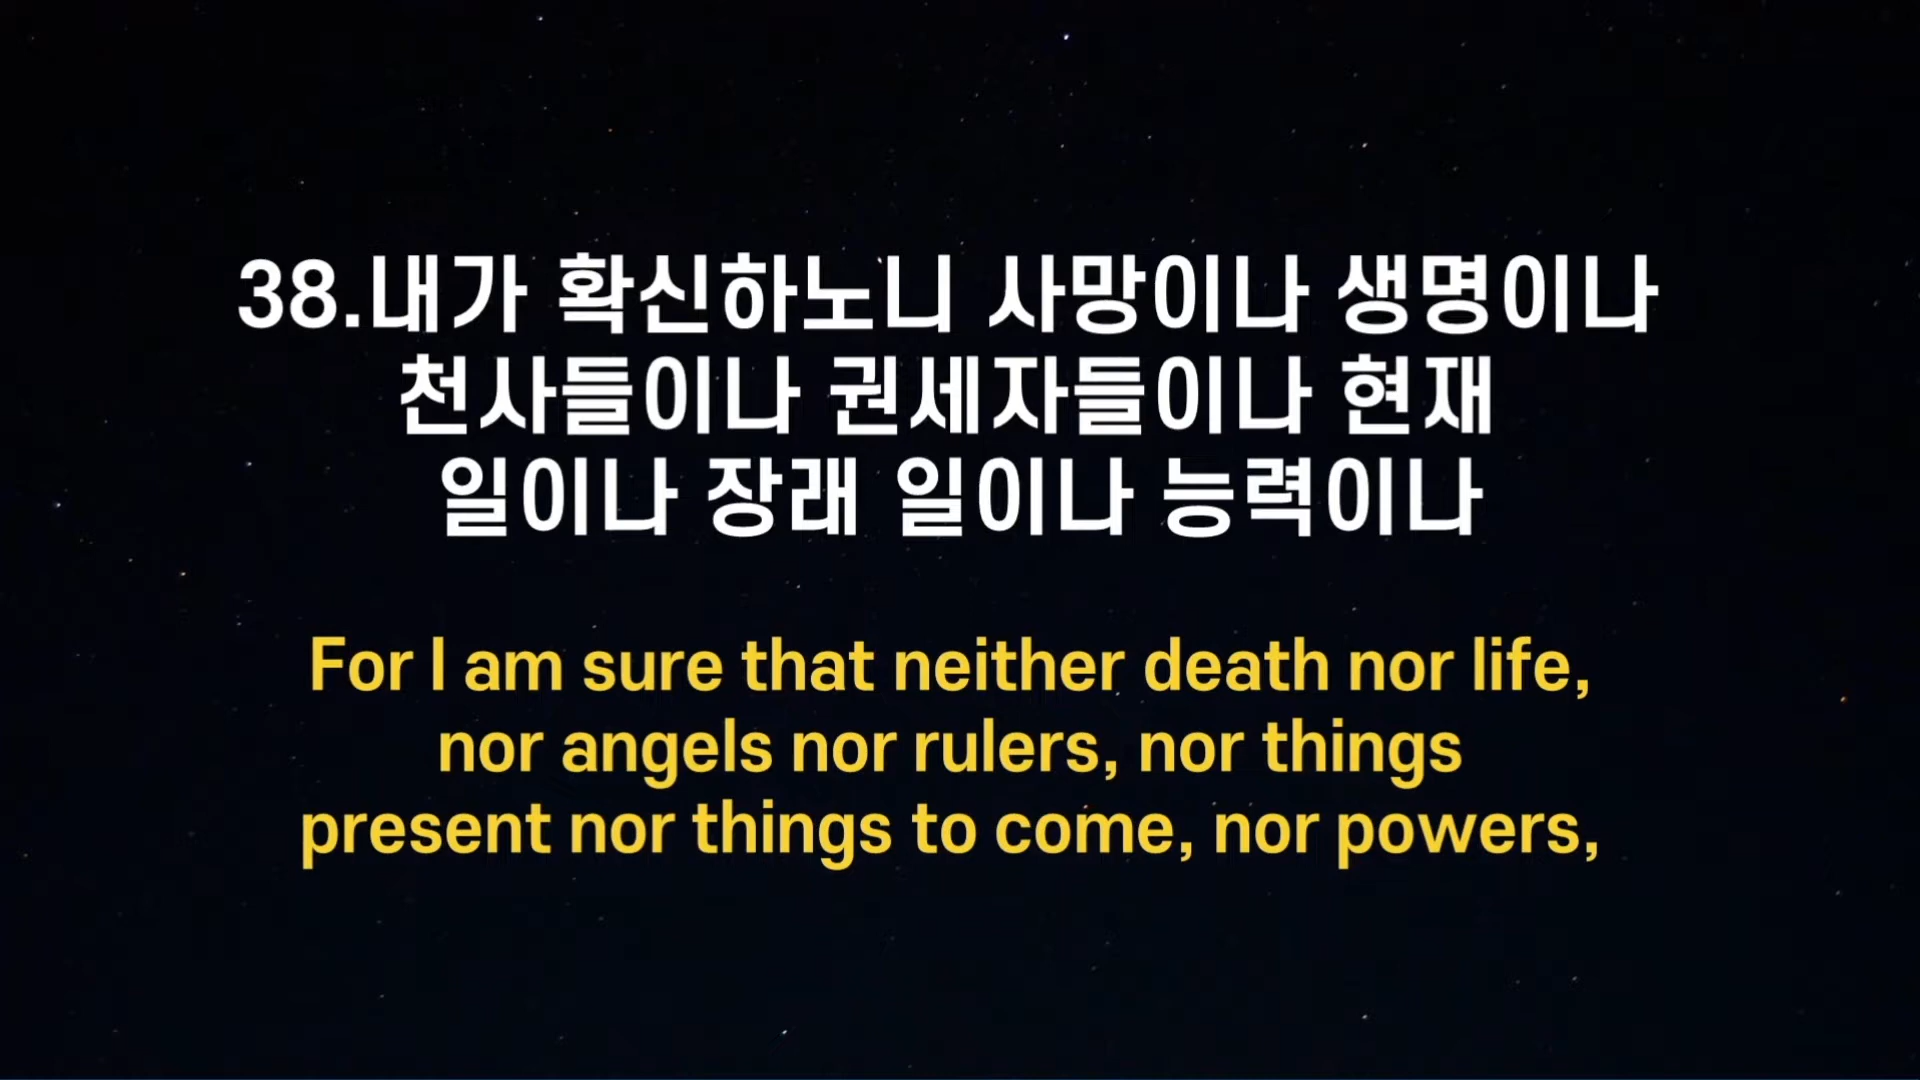 38.내가 확신하노니 사망이나 생명이나
천사들이나 권세자들이나 현재
일이나 장래 일이나 능력이나
For I am sure that neither death nor life,
nor angels nor rulers, nor things
present nor things to come, nor powers,